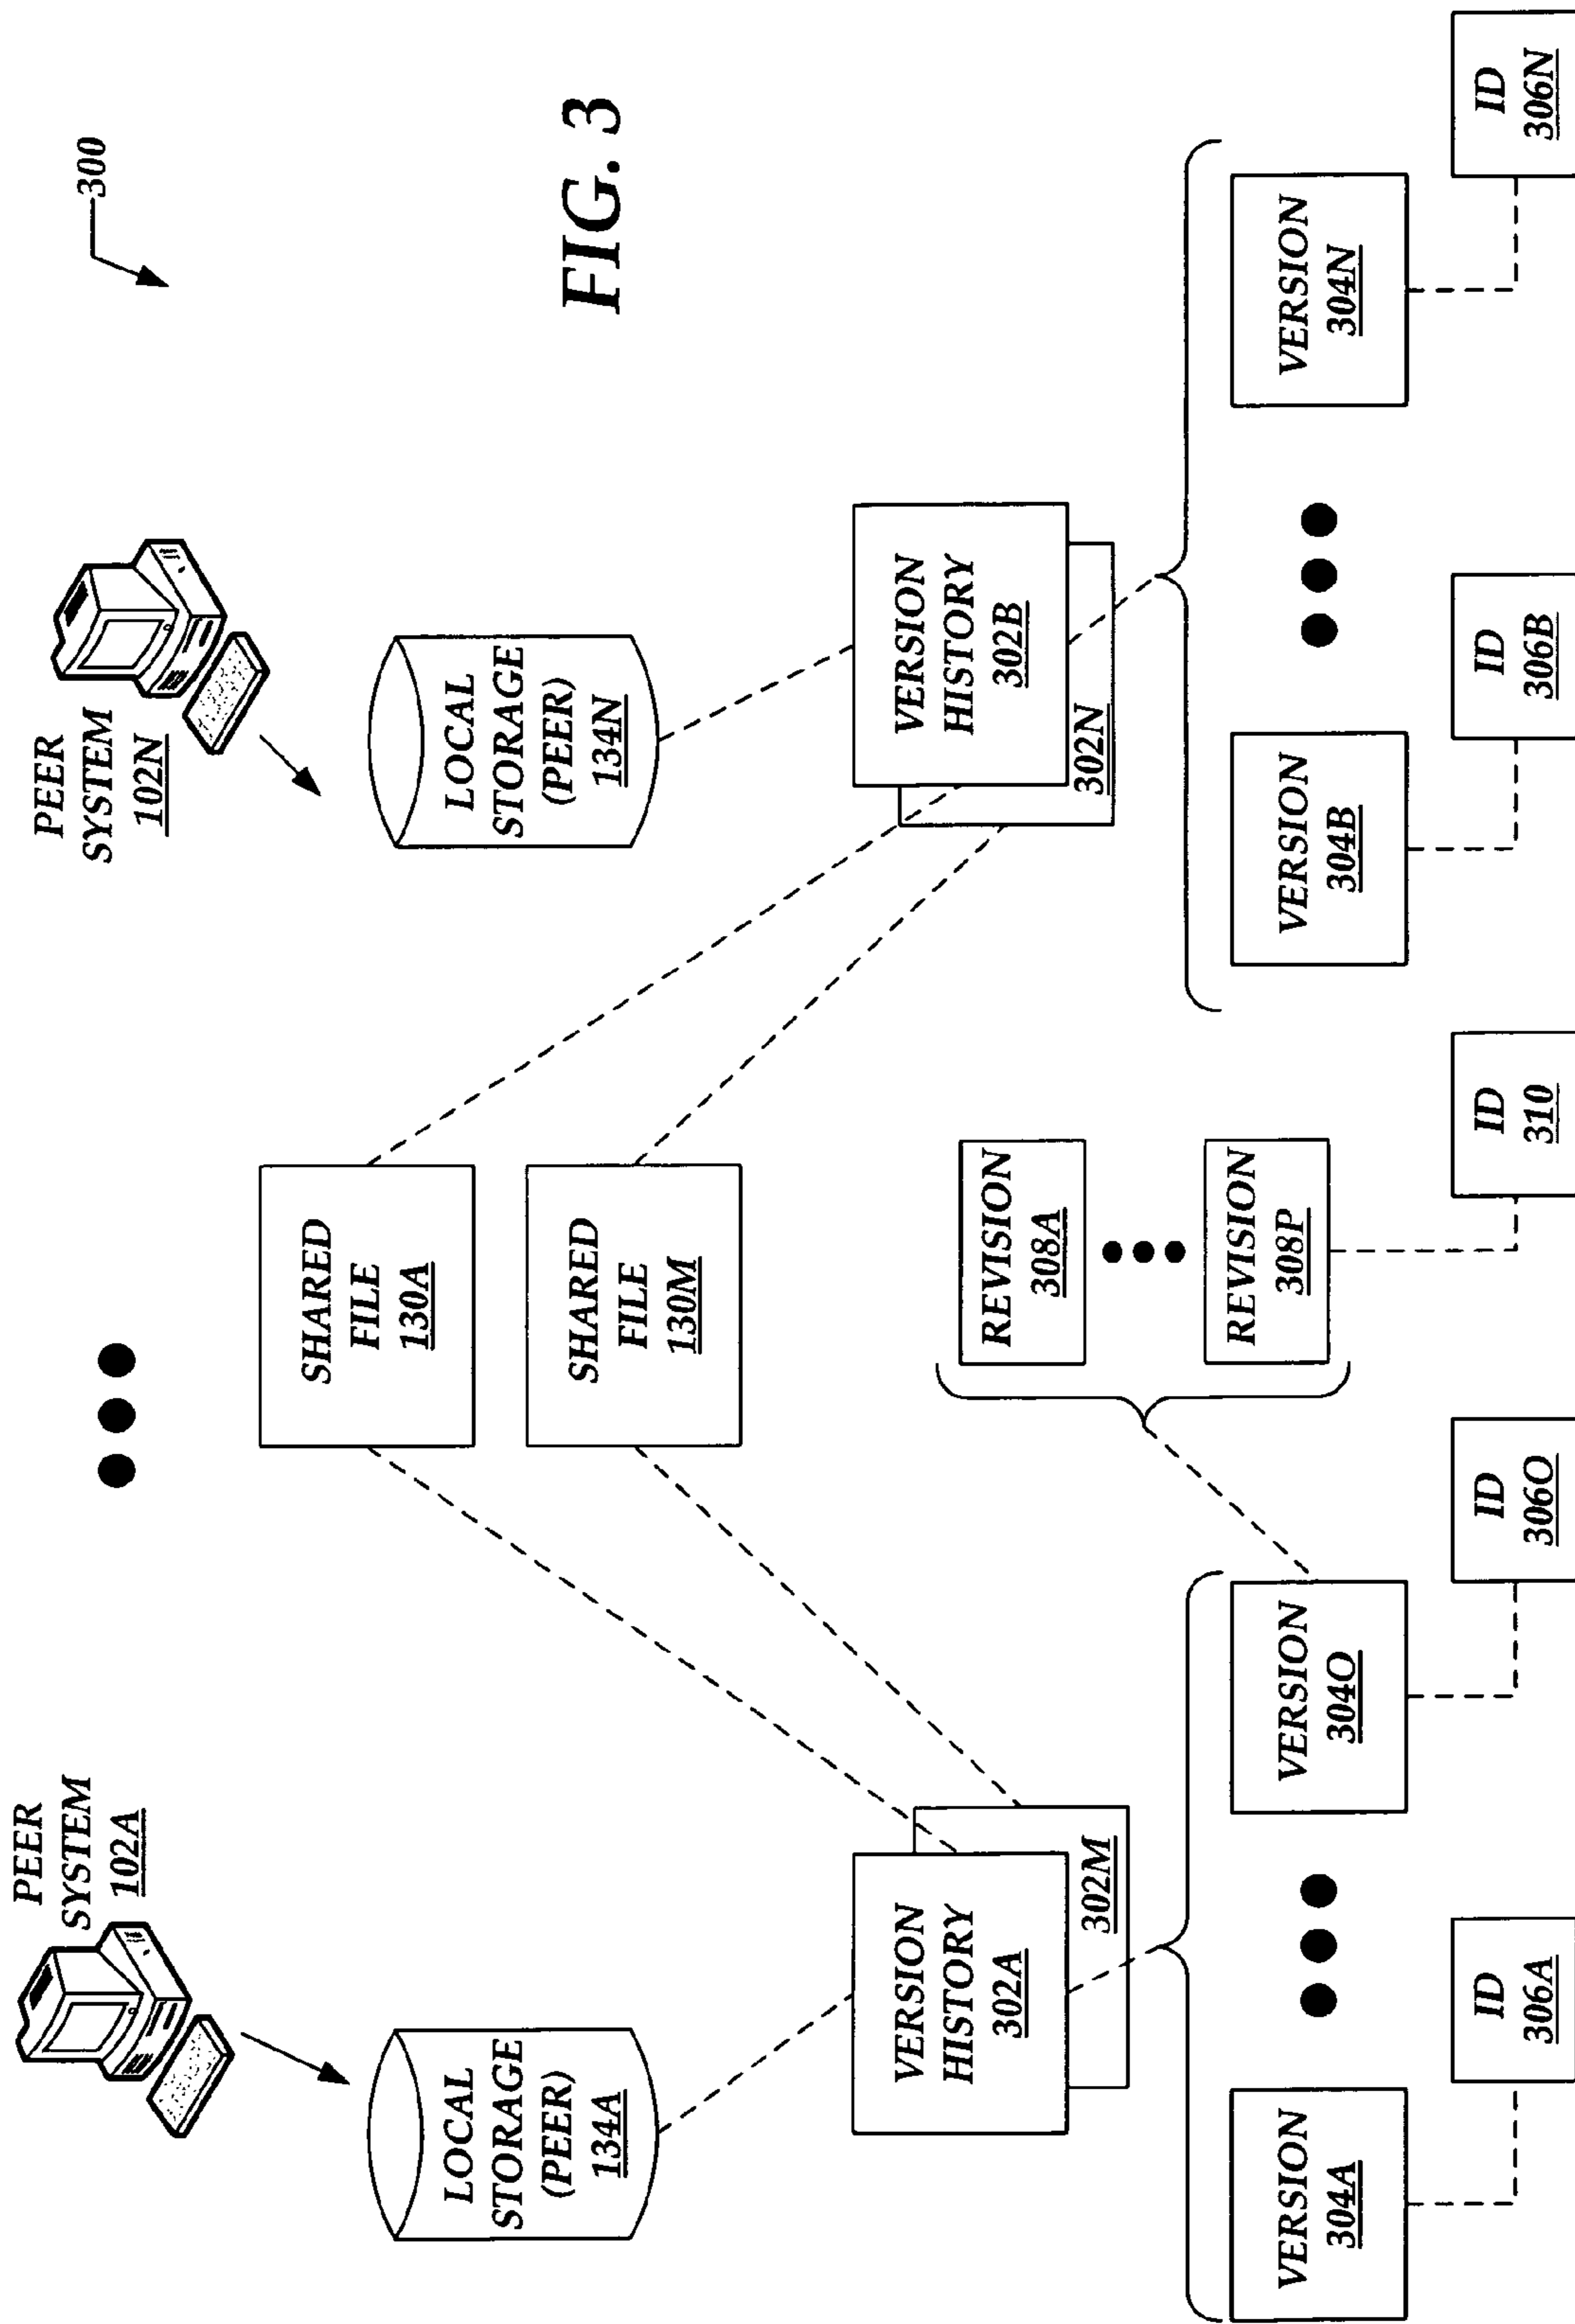 300
PEER
SYSTEM
102A
PEER
SYSTEM
102N
LOCAL
STORAGE
(PEER)
134A
SHARED
FILE
130A
LOCAL
STORAGE
(PEER)
134N
SHARED
FILE
130M
FIG. 3
VERSION
HISTORY
302A
302M
VERSION
HISTORY
302B
302N
REVISION
308A
REVISION
308P
VERSION
304A
VERSION
304O
VERSION
304B
VERSION
304N
ID
306A
ID
306O
ID
310
ID
306B
ID
306N